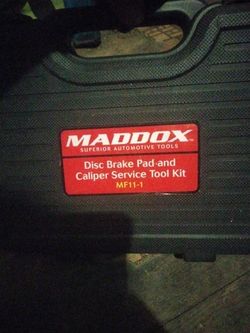 MADDOX
SUPERIOR AUTOMOTIVE TOOLS
Disc Brake Pad and
Caliper Service Tool Kit
MF11-1